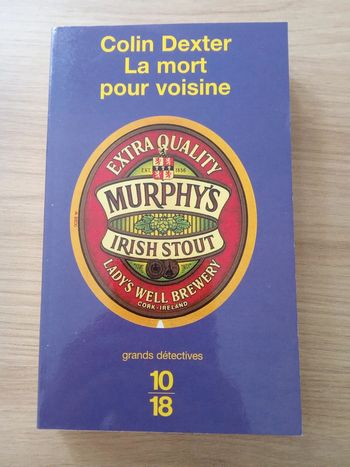 Colin Dexter
La mort
pour voisine
EXTRA QUALITY
EST. 1856
MURPHY'S
IRISH STOUT
LADY'S WELL BREWERY
CORK-IRELAND
grands détectives
10
18